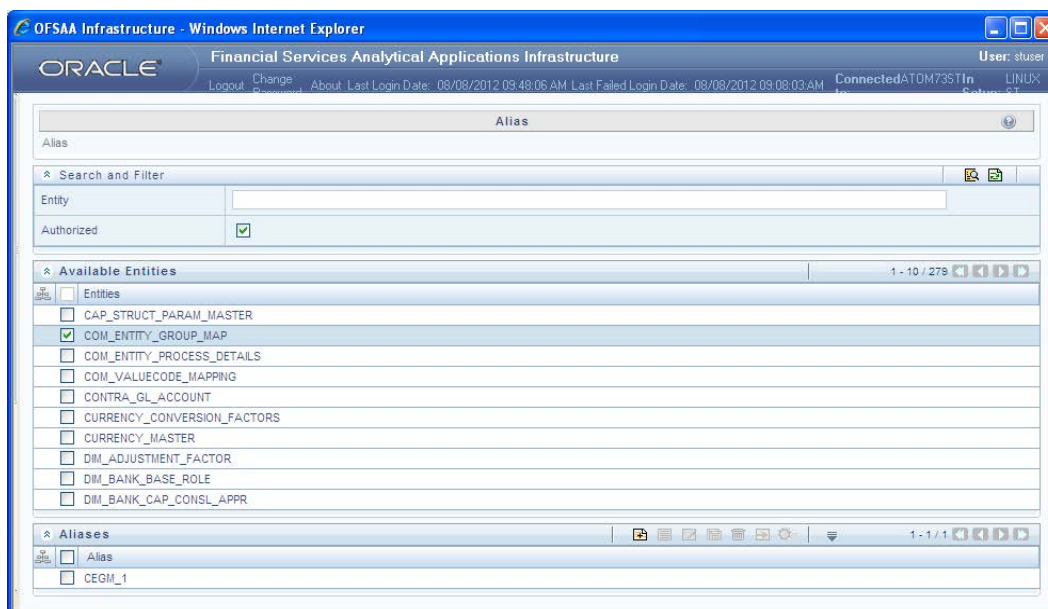 OFSAA Infrastructure - Windows Internet Explorer
ORACLE
Financial Services Analytical Applications Infrastructure
User: stuser
Logout Change About Last Login Date: 08/08/2012 09:48:06 AM Last Failed Login Date: 08/08/2012 09:08:03 AM Connected ATOM73ST In LINUX
Alias
Alias
Search and Filter
Entity
Authorized
Available Entities 1 - 10 / 279
Entities
CAP_STRUCT_PARAM_MASTER
COM_ENTITY_GROUP_MAP
COM_ENTITY_PROCESS_DETAILS
COM_VALUECODE_MAPPING
CONTRA_GL_ACCOUNT
CURRENCY_CONVERSION_FACTORS
CURRENCY_MASTER
DIM_ADJUSTMENT_FACTOR
DIM_BANK_BASE_ROLE
DIM_BANK_CAP_CONSL_APPR
Aliases 1 - 1 / 1
Alias
CEGM_1